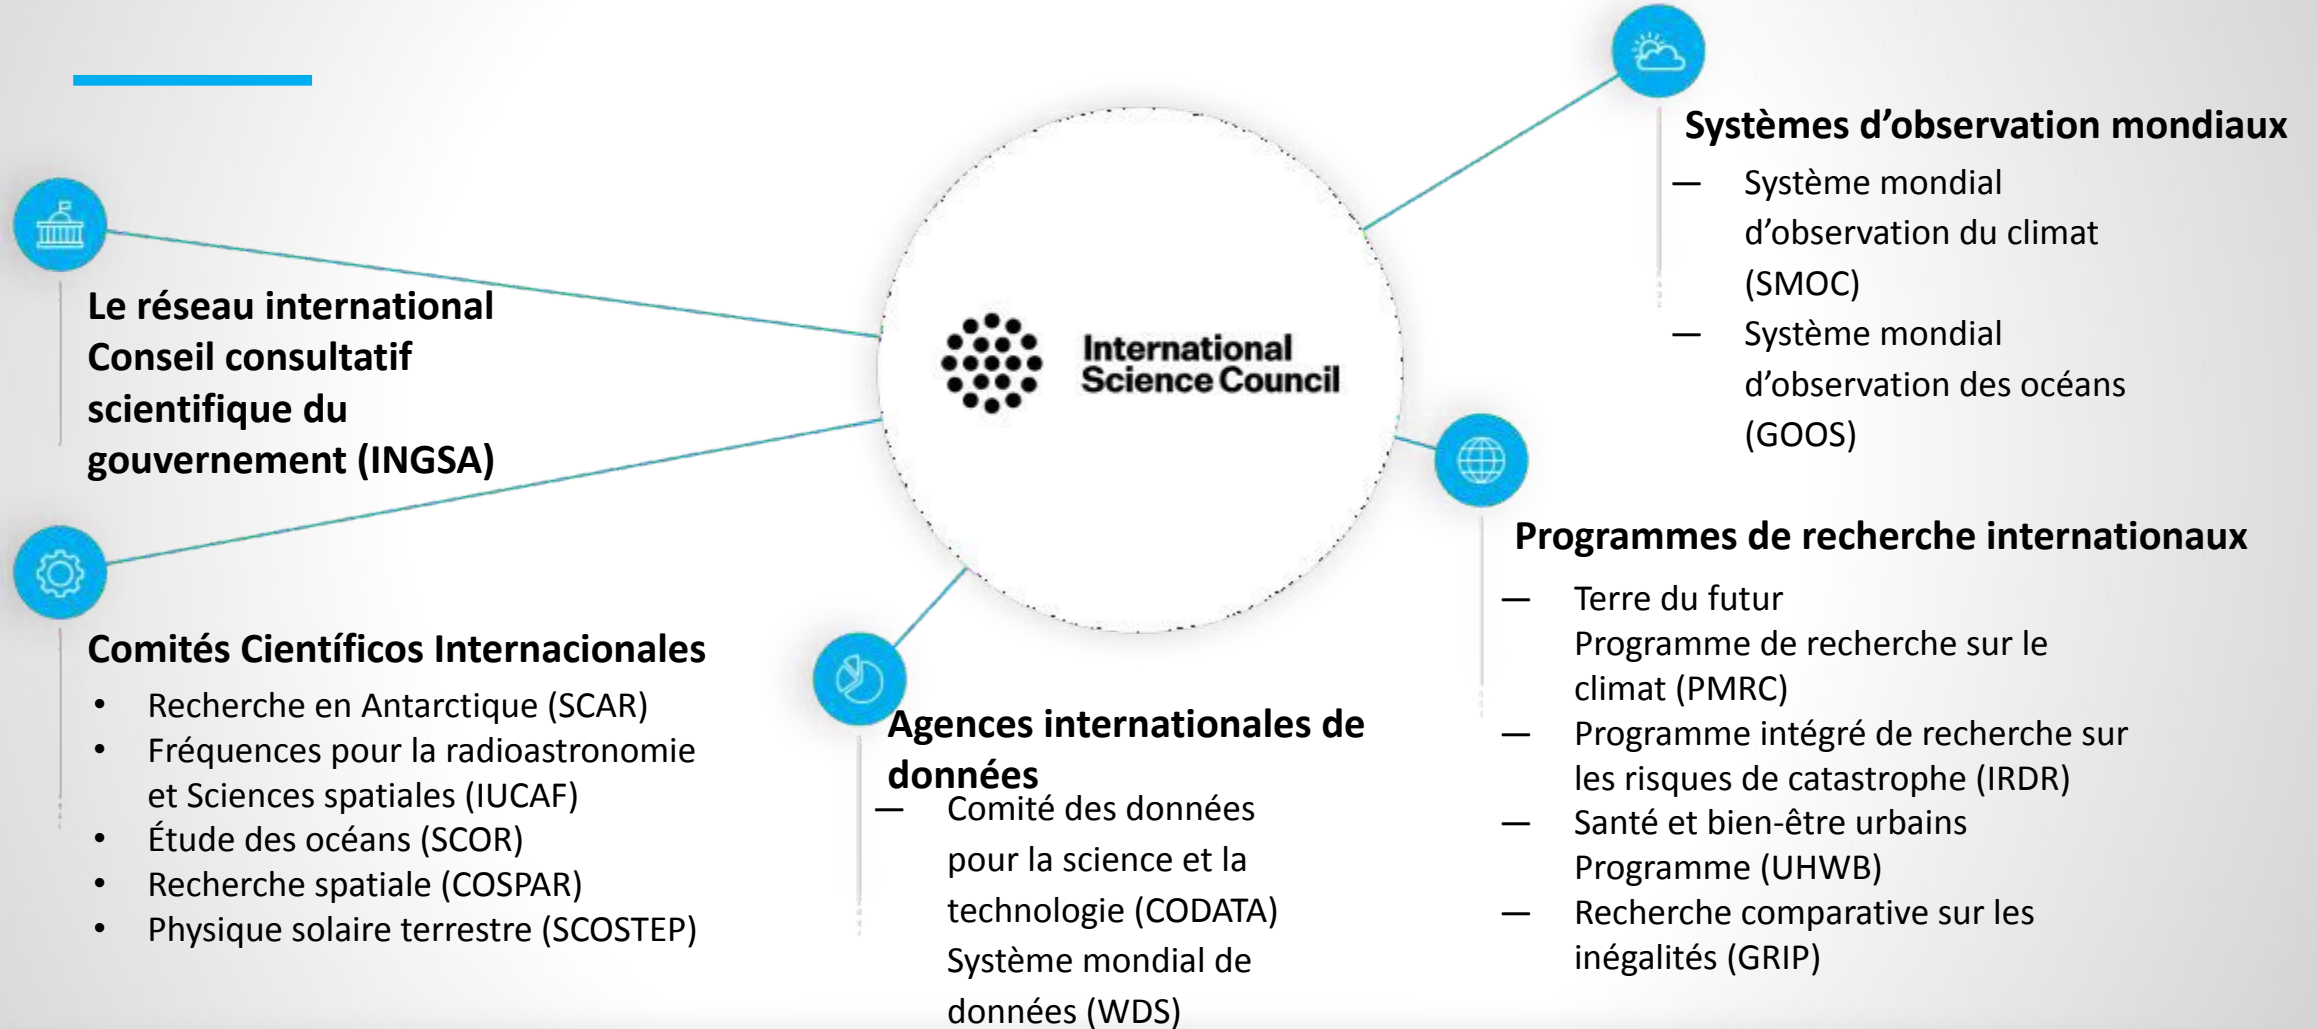 International
Science Council
Le réseau international
Conseil consultatif
scientifique du
gouvernement (INGSA)
Comités Científicos Internacionales
• Recherche en Antarctique (SCAR)
• Fréquences pour la radioastronomie
et Sciences spatiales (IUCAF)
• Étude des océans (SCOR)
• Recherche spatiale (COSPAR)
• Physique solaire terrestre (SCOSTEP)
Agences internationales de
données
— Comité des données
pour la science et la
technologie (CODATA)
Système mondial de
données (WDS)
Systèmes d’observation mondiaux
— Système mondial
d’observation du climat
(SMOC)
— Système mondial
d’observation des océans
(GOOS)
Programmes de recherche internationaux
— Terre du futur
Programme de recherche sur le
climat (PMRC)
— Programme intégré de recherche sur
les risques de catastrophe (IRDR)
— Santé et bien-être urbains
Programme (UHWB)
— Recherche comparative sur les
inégalités (GRIP)